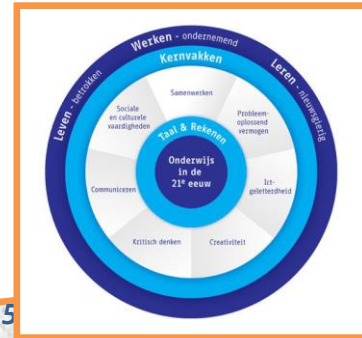 Leven - betrokken
Werken - ondernemend
Leren - nieuwsgierig
Kernvakken
Samenwerken
Probleem-
oplossend
vermogen
Ict-
geletterdheid
Creativiteit
Kritisch denken
Communiceren
Sociale
en culturele
vaardigheden
Taal & Rekenen
Onderwijs
in de
21e eeuw
5